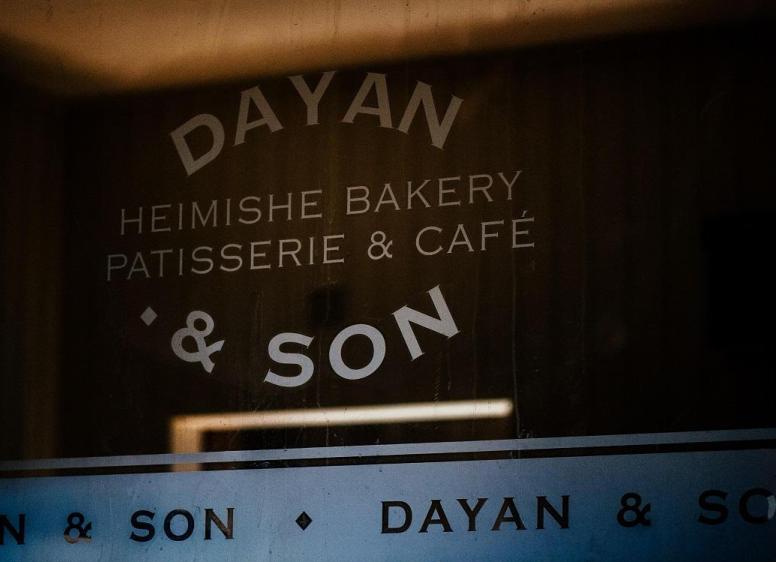 DAYAN
HEIMISHE BAKERY
PATISSERIE & CAFÉ
& SON
N & SON ♦ DAYAN & SO